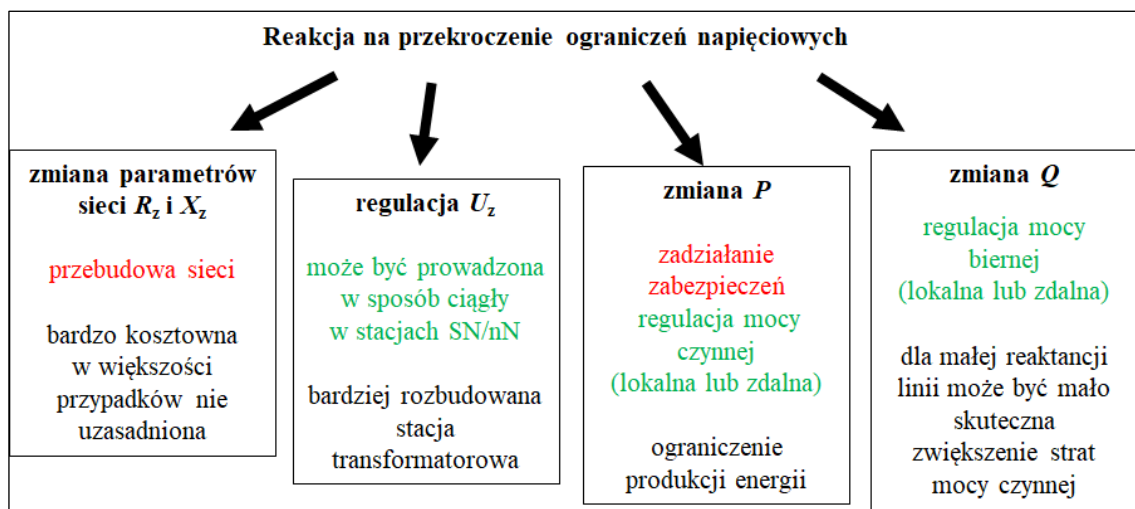 Reakcja na przekroczenie ograniczeń napięciowych
zmiana parametrów
sieci Rz i Xz
przebudowa sieci
bardzo kosztowna
w większości
przypadków nie
uzasadniona
regulacja Uz
może być prowadzona
w sposób ciągły
w stacjach SN/nN
bardziej rozbudowana
stacja
transformatorowa
zmiana P
zadziałanie
zabezpieczeń
regulacja mocy
czynnej
(lokalna lub zdalna)
ograniczenie
produkcji energii
zmiana Q
regulacja mocy
biernej
(lokalna lub zdalna)
dla małej reaktancji
linii może być mało
skuteczna
zwiększenie strat
mocy czynnej